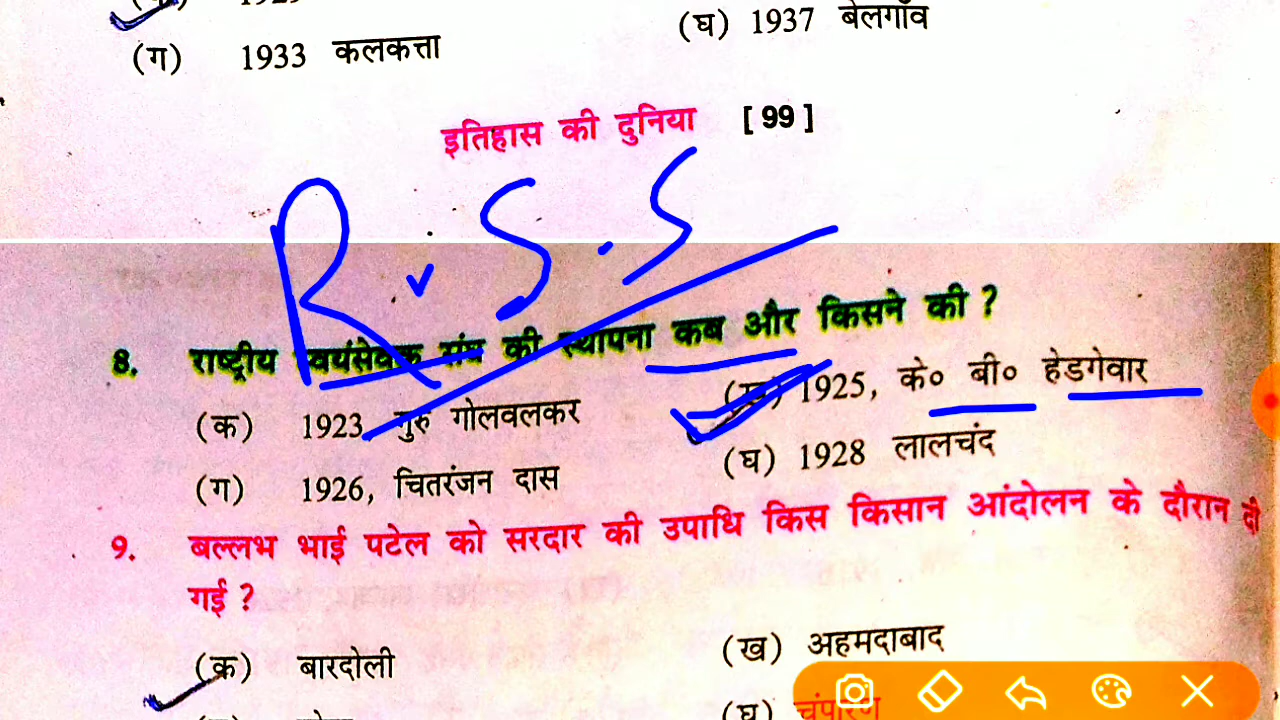 (ग) 1933 कलकत्ता (घ) 1937 बेलगाँव
इतिहास की दुनिया [ 99 ]
R. S. S
8. राष्ट्रीय स्वयंसेवक संघ की स्थापना कब और किसने की ?
(क) 1923 गुरु गोलवलकर (ख) 1925, के० बी० हेडगेवार
(ग) 1926, चितरंजन दास (घ) 1928 लालचंद
9. बल्लभ भाई पटेल को सरदार की उपाधि किस किसान आंदोलन के दौरान दी
गई ?
(क) बारदोली (ख) अहमदाबाद
(घ) चंपारण